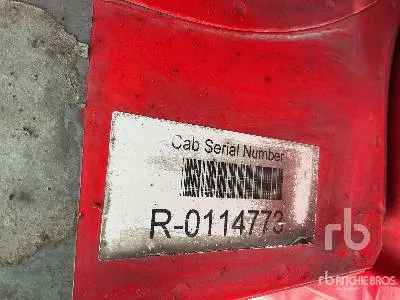 Cab Serial Number
R-0114773
rb
rb RITCHIE BROS.